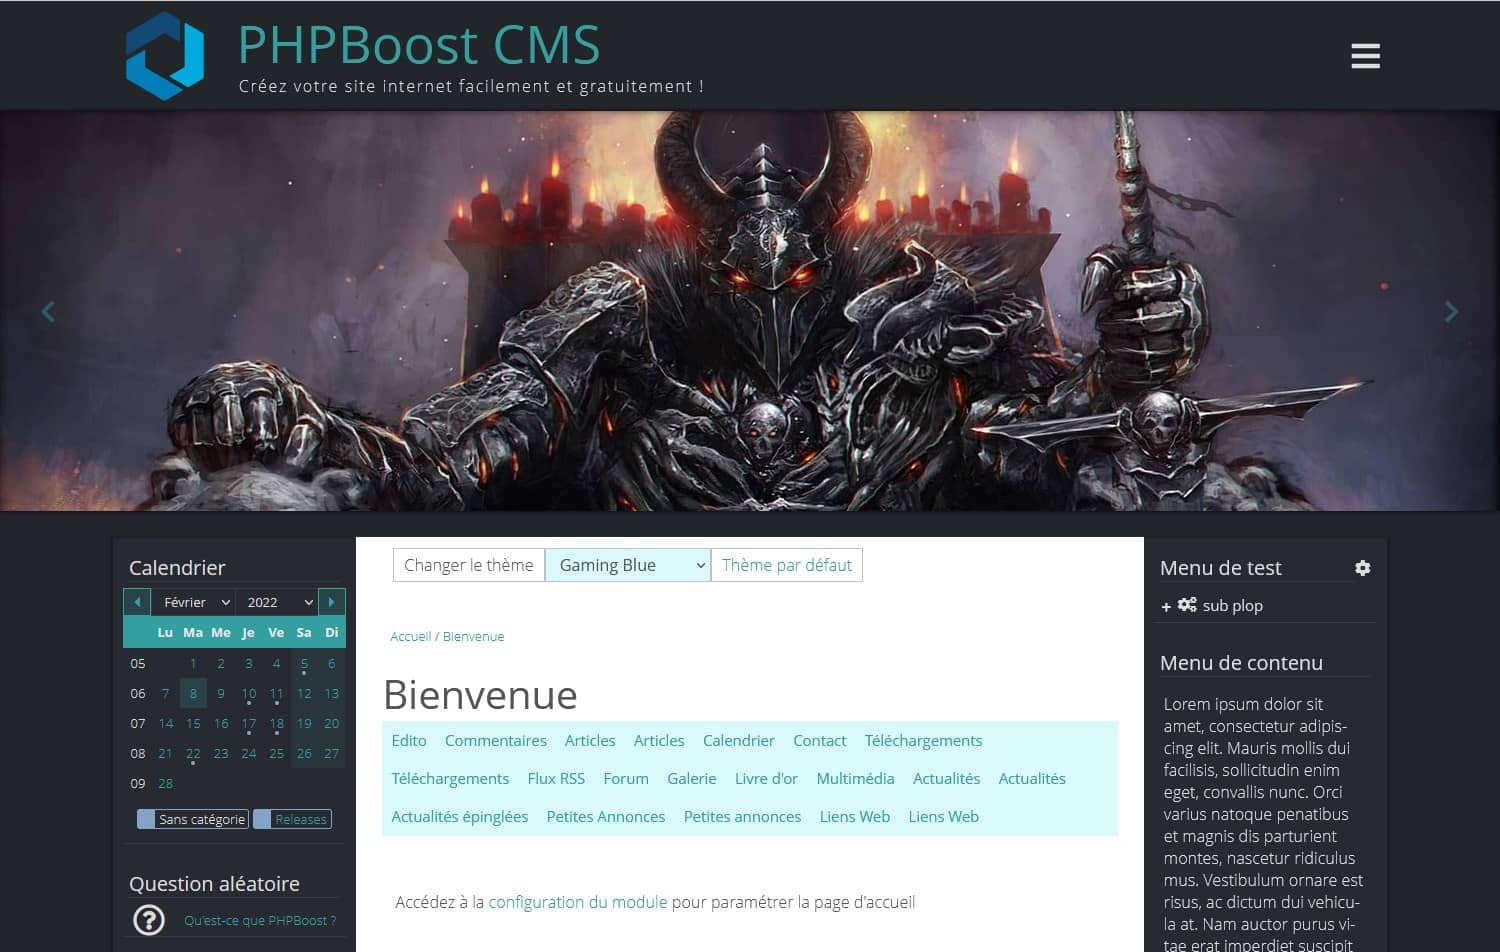 PHPBoost CMS
Créez votre site internet facilement et gratuitement !
Calendrier
Février 2022
Lu Ma Me Je Ve Sa Di
05 1 2 3 4 5 6
06 7 8 9 10 11 12 13
07 14 15 16 17 18 19 20
08 21 22 23 24 25 26 27
09 28
Sans catégorie Releases
Question aléatoire
Qu'est-ce que PHPBoost ?
Changer le thème Gaming Blue Thème par défaut
Accueil / Bienvenue
Bienvenue
Edito Commentaires Articles Articles Calendrier Contact Téléchargements
Téléchargements Flux RSS Forum Galerie Livre d'or Multimédia Actualités Actualités
Actualités épinglées Petites Annonces Petites annonces Liens Web Liens Web
Accédez à la configuration du module pour paramétrer la page d'accueil
Menu de test
+ sub plop
Menu de contenu
Lorem ipsum dolor sit
amet, consectetur adipis-
cing elit. Mauris mollis dui
facilisis, sollicitudin enim
eget, convallis nunc. Orci
varius natoque penatibus
et magnis dis parturient
montes, nascetur ridiculus
mus. Vestibulum ornare est
risus, ac dictum dui vehicu-
la at. Nam auctor purus vi-
tae erat imperdiet suscipit